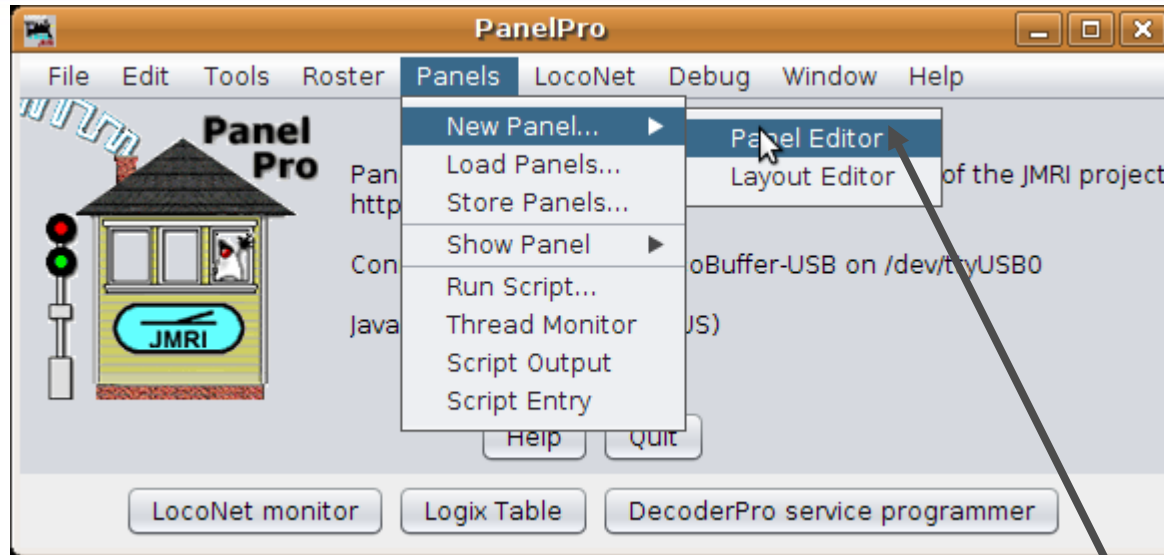 PanelPro
File Edit Tools Roster Panels LocoNet Debug Window Help
Panel
Pro
New Panel...
Load Panels...
Store Panels...
Show Panel
Run Script...
Thread Monitor
Script Output
Script Entry
Panel Editor
Layout Editor
Pan of the JMRI project
http
Con oBuffer-USB on /dev/ttyUSB0
Java US)
JMRI
Help Quit
LocoNet monitor Logix Table DecoderPro service programmer